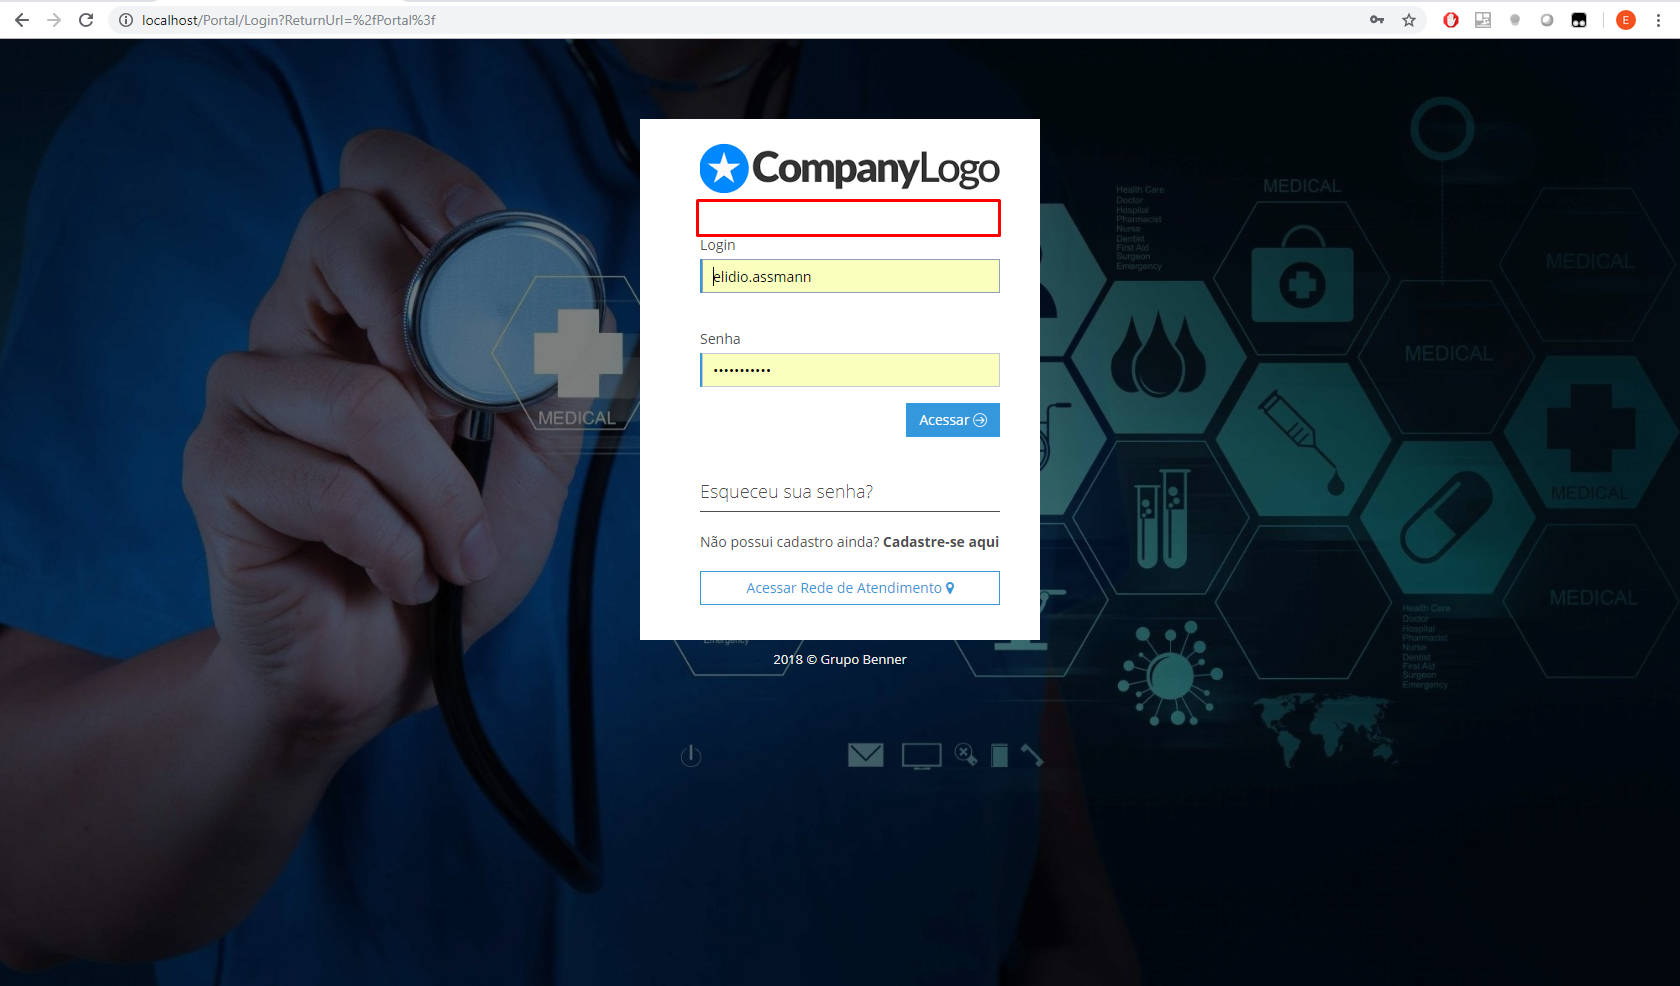 localhost/Portal/Login?ReturnUrl=%2fPortal%3f
E
CompanyLogo
Login
elidio.assmann
Senha
•••••••••••
Acessar
Esqueceu sua senha?
Não possui cadastro ainda? Cadastre-se aqui
Acessar Rede de Atendimento
2018 © Grupo Benner
MEDICAL
MEDICAL
Health Care
Doctor
Hospital
Pharmacist
Nurse
Dentist
First Aid
Surgeon
Emergency
MEDICAL
MEDICAL
MEDICAL
MEDICAL
Health Care
Doctor
Hospital
Pharmacist
Nurse
Dentist
First Aid
Surgeon
Emergency
Emergency